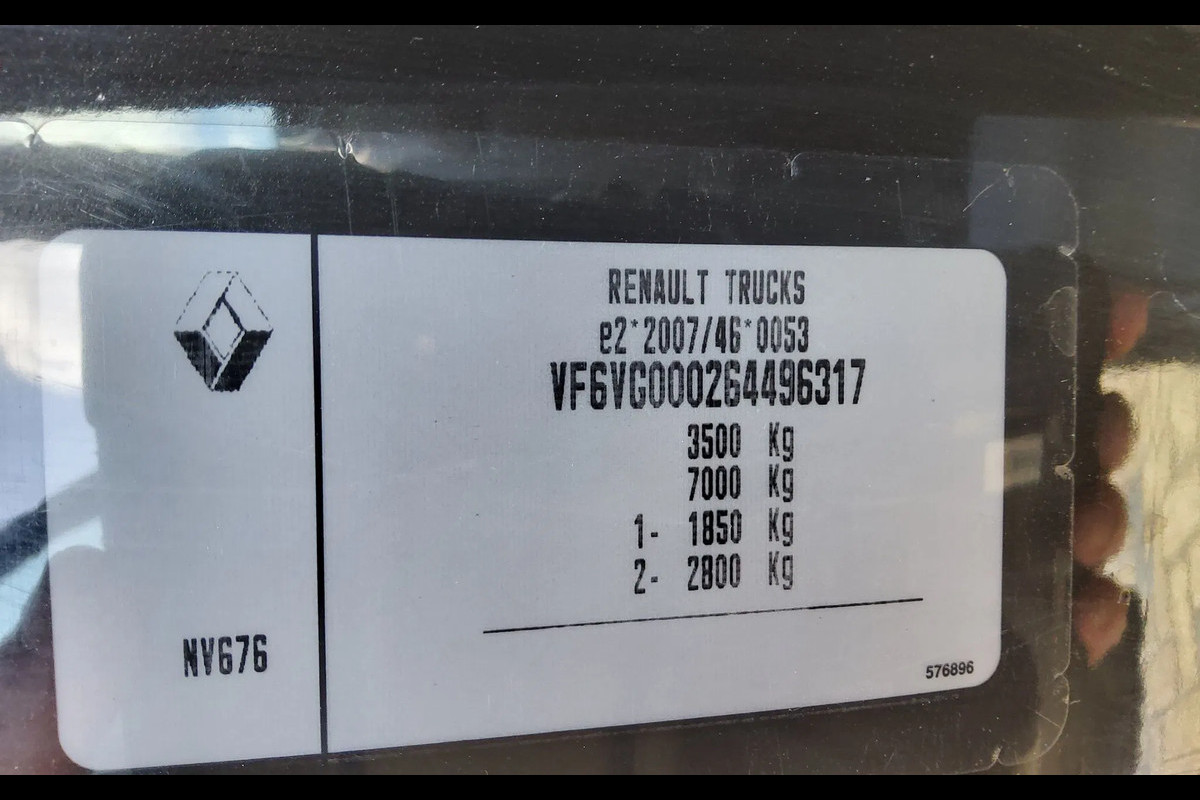 RENAULT TRUCKS
e2*2007/46*0053
VF6VG000264496317
3500 Kg
7000 Kg
1- 1850 Kg
2- 2800 Kg
NV676
576896